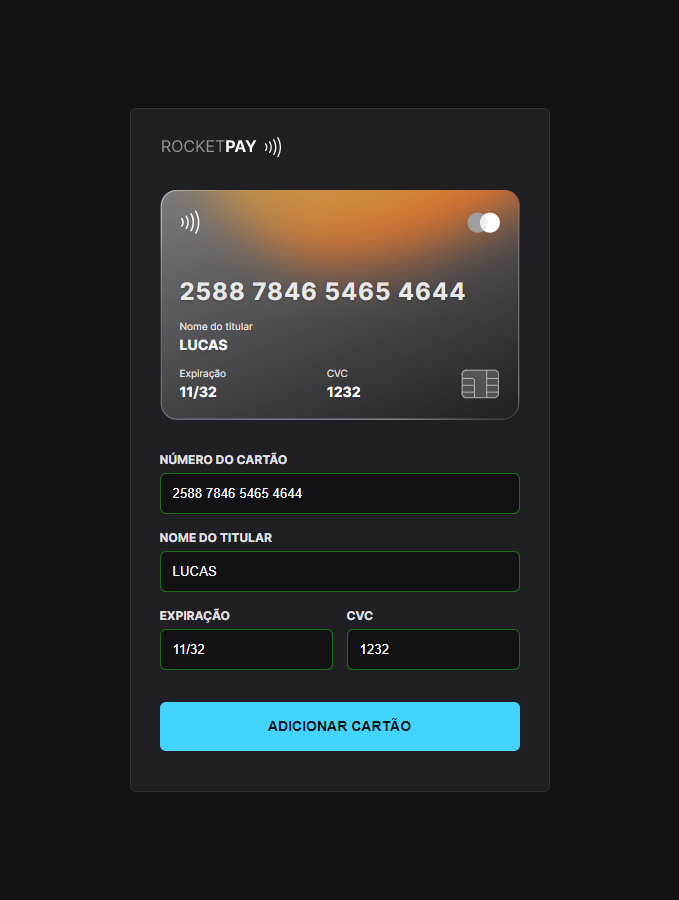 ROCKETPAY
2588 7846 5465 4644
Nome do titular
LUCAS
Expiração CVC
11/32 1232
NÚMERO DO CARTÃO
2588 7846 5465 4644
NOME DO TITULAR
LUCAS
EXPIRAÇÃO CVC
11/32 1232
ADICIONAR CARTÃO